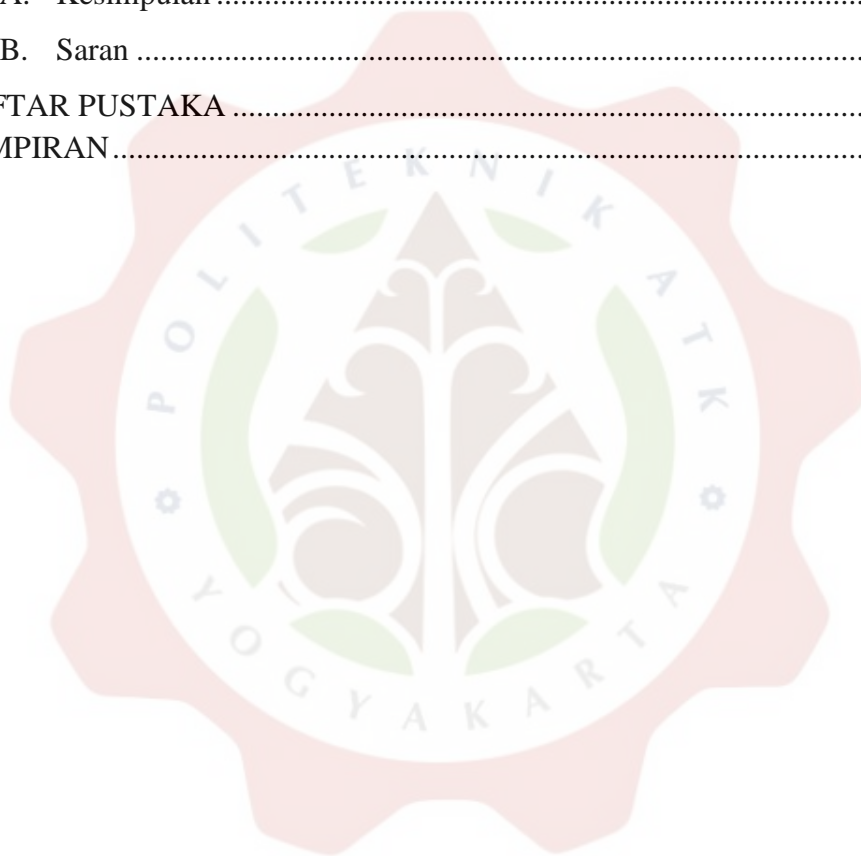 A. Kesimpulan ........................................................................................
B. Saran ..................................................................................................
FTAR PUSTAKA ......................................................................................
MPIRAN ....................................................................................................
POLITEKNIK ATK
YOGYAKARTA